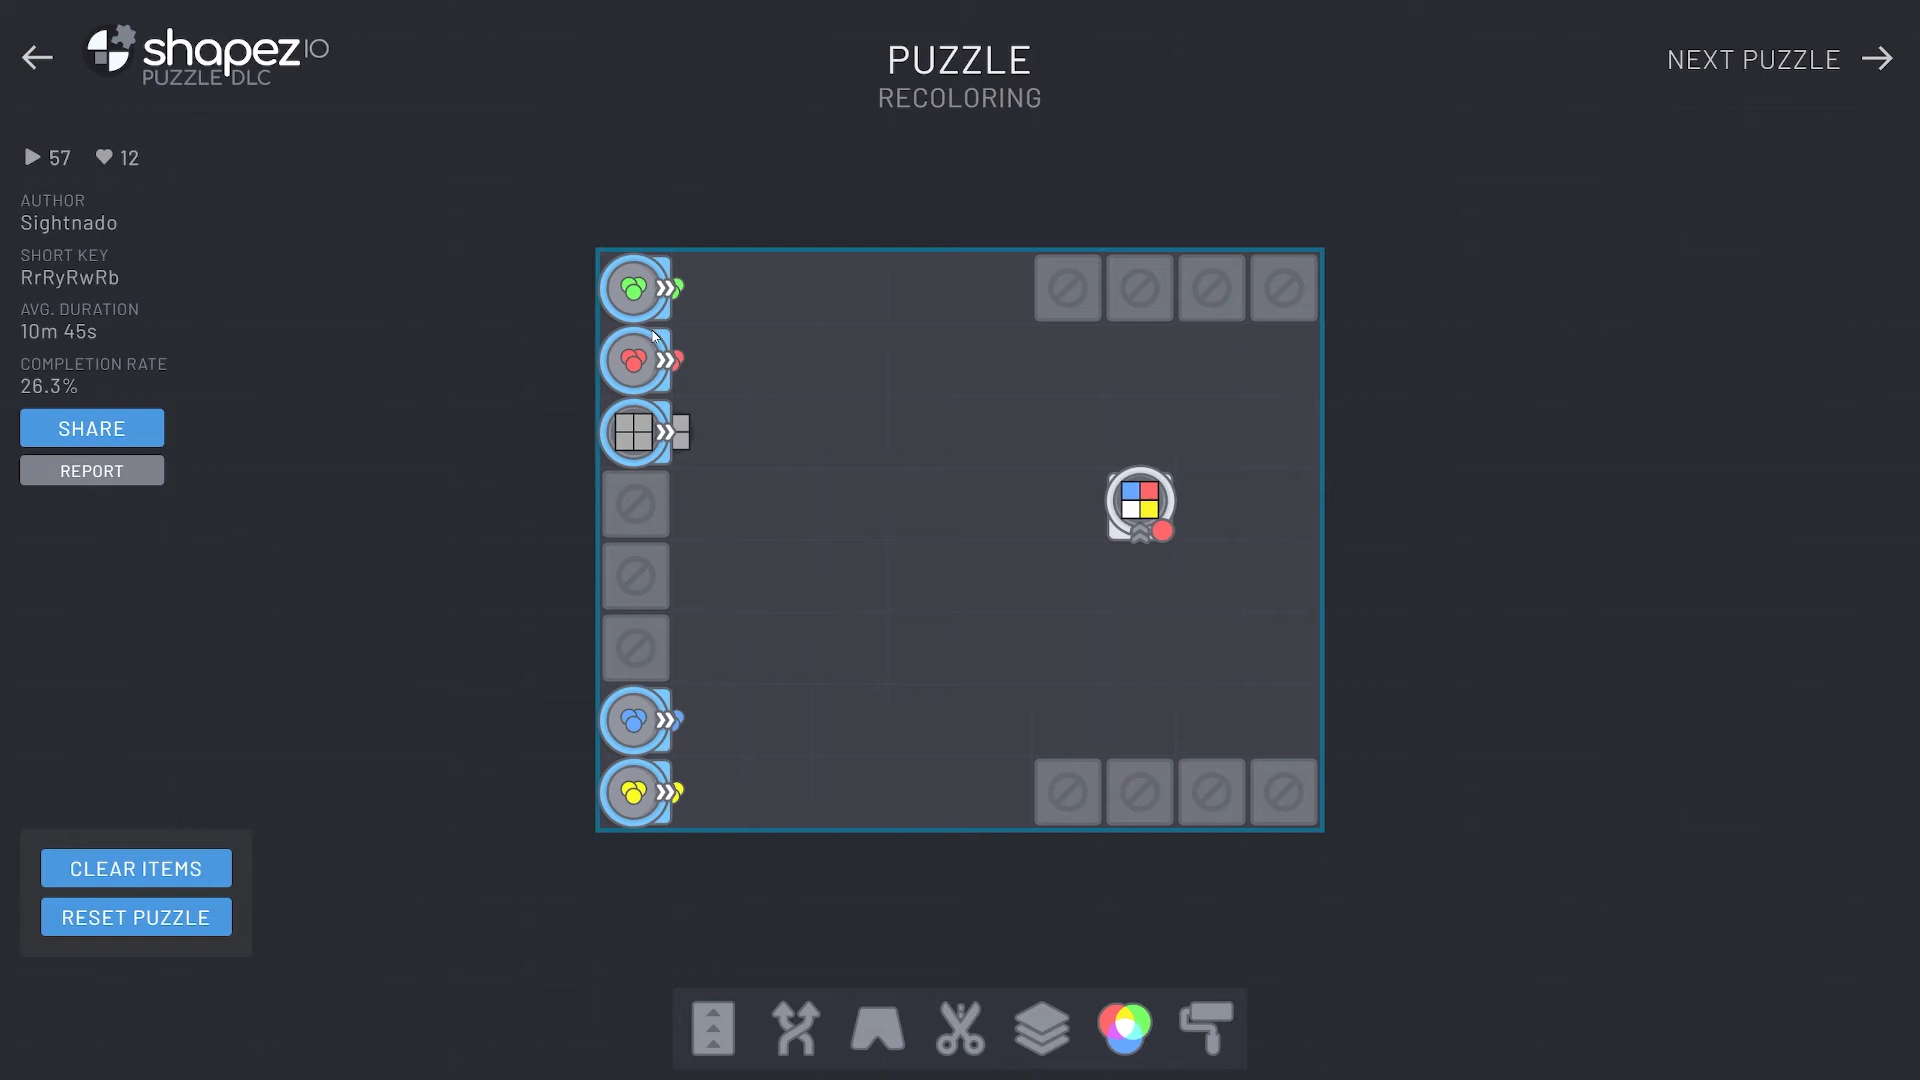 shapez IO
PUZZLE DLC
PUZZLE
RECOLORING
NEXT PUZZLE
57 12
AUTHOR
Sightnado
SHORT KEY
RrRyRwRb
AVG. DURATION
10m 45s
COMPLETION RATE
26.3%
SHARE
REPORT
CLEAR ITEMS
RESET PUZZLE